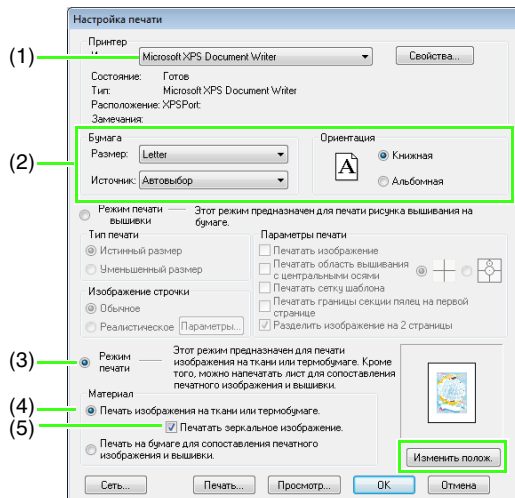 Настройка печати
Принтер
(1)
Microsoft XPS Document Writer
Свойства...
Состояние: Готов
Тип: Microsoft XPS Document Writer
Расположение: XPSPort:
Замечания:
(2)
Бумага
Размер: Letter
Источник: Автовыбор
Ориентация
A
Книжная
Альбомная
Режим печати вышивки
Этот режим предназначен для печати рисунка вышивания на
бумаге.
Тип печати
Истинный размер
Уменьшенный размер
Изображение строчки
Обычное
Реалистическое Параметры...
Параметры печати
Печатать изображение
Печатать область вышивания
с центральными осями
Печатать сетку шаблона
Печатать границы секции пялец на первой
странице
Разделить изображение на 2 страницы
(3)
Режим
печати
Этот режим предназначен для печати
изображения на ткани или термобумаге. Кроме
того, можно напечатать лист для сопоставления
печатного изображения и вышивки.
Материал
(4)
Печать изображения на ткани или термобумаге.
(5)
Печатать зеркальное изображение.
Печать на бумаге для сопоставления печатного
изображения и вышивки.
Изменить полож.
Сеть... Печать... Просмотр... OK Отмена